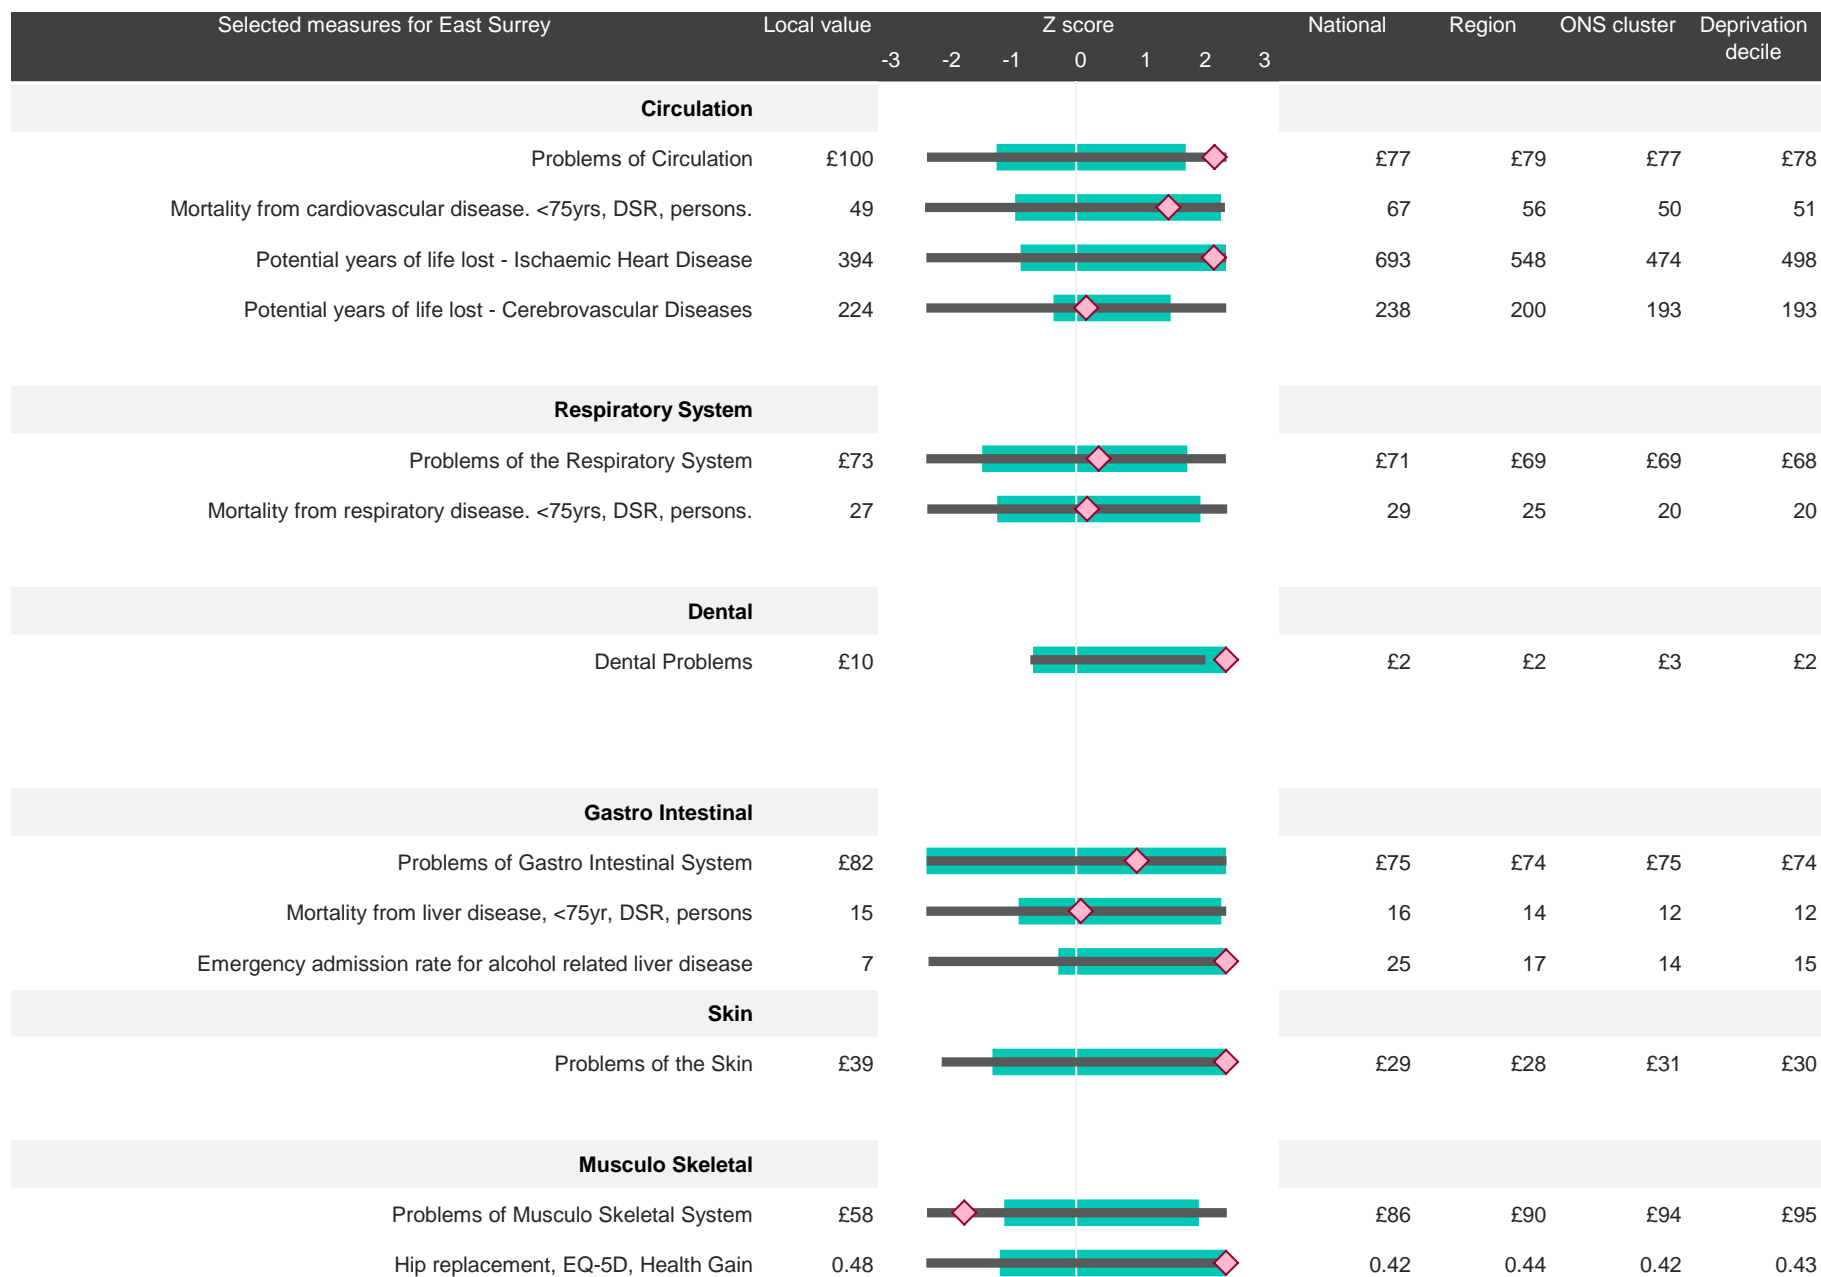 Selected measures for East Surrey Local value Z score National Region ONS cluster Deprivation decile
-3 -2 -1 0 1 2 3
Circulation
Problems of Circulation £100 £77 £79 £77 £78
Mortality from cardiovascular disease. <75yrs, DSR, persons. 49 67 56 50 51
Potential years of life lost - Ischaemic Heart Disease 394 693 548 474 498
Potential years of life lost - Cerebrovascular Diseases 224 238 200 193 193
Respiratory System
Problems of the Respiratory System £73 £71 £69 £69 £68
Mortality from respiratory disease. <75yrs, DSR, persons. 27 29 25 20 20
Dental
Dental Problems £10 £2 £2 £3 £2
Gastro Intestinal
Problems of Gastro Intestinal System £82 £75 £74 £75 £74
Mortality from liver disease, <75yr, DSR, persons 15 16 14 12 12
Emergency admission rate for alcohol related liver disease 7 25 17 14 15
Skin
Problems of the Skin £39 £29 £28 £31 £30
Musculo Skeletal
Problems of Musculo Skeletal System £58 £86 £90 £94 £95
Hip replacement, EQ-5D, Health Gain 0.48 0.42 0.44 0.42 0.43